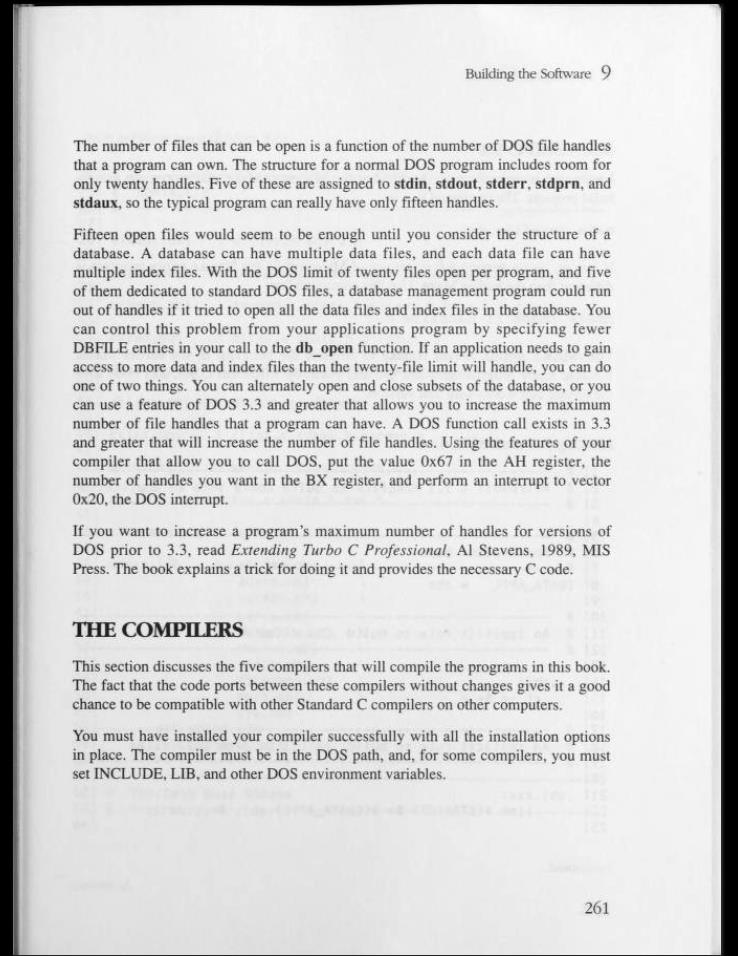 Building the Software 9
The number of files that can be open is a function of the number of DOS file handles
that a program can own. The structure for a normal DOS program includes room for
only twenty handles. Five of these are assigned to stdin, stdout, stderr, stdprn, and
stdaux, so the typical program can really have only fifteen handles.
Fifteen open files would seem to be enough until you consider the structure of a
database. A database can have multiple data files, and each data file can have
multiple index files. With the DOS limit of twenty files open per program, and five
of them dedicated to standard DOS files, a database management program could run
out of handles if it tried to open all the data files and index files in the database. You
can control this problem from your applications program by specifying fewer
DBFILE entries in your call to the db_open function. If an application needs to gain
access to more data and index files than the twenty-file limit will handle, you can do
one of two things. You can alternately open and close subsets of the database, or you
can use a feature of DOS 3.3 and greater that allows you to increase the maximum
number of file handles that a program can have. A DOS function call exists in 3.3
and greater that will increase the number of file handles. Using the features of your
compiler that allow you to call DOS, put the value 0x67 in the AH register, the
number of handles you want in the BX register, and perform an interrupt to vector
0x20, the DOS interrupt.
If you want to increase a program's maximum number of handles for versions of
DOS prior to 3.3, read Extending Turbo C Professional, Al Stevens, 1989, MIS
Press. The book explains a trick for doing it and provides the necessary C code.
THE COMPILERS
This section discusses the five compilers that will compile the programs in this book.
The fact that the code ports between these compilers without changes gives it a good
chance to be compatible with other Standard C compilers on other computers.
You must have installed your compiler successfully with all the installation options
in place. The compiler must be in the DOS path, and, for some compilers, you must
set INCLUDE, LIB, and other DOS environment variables.
261